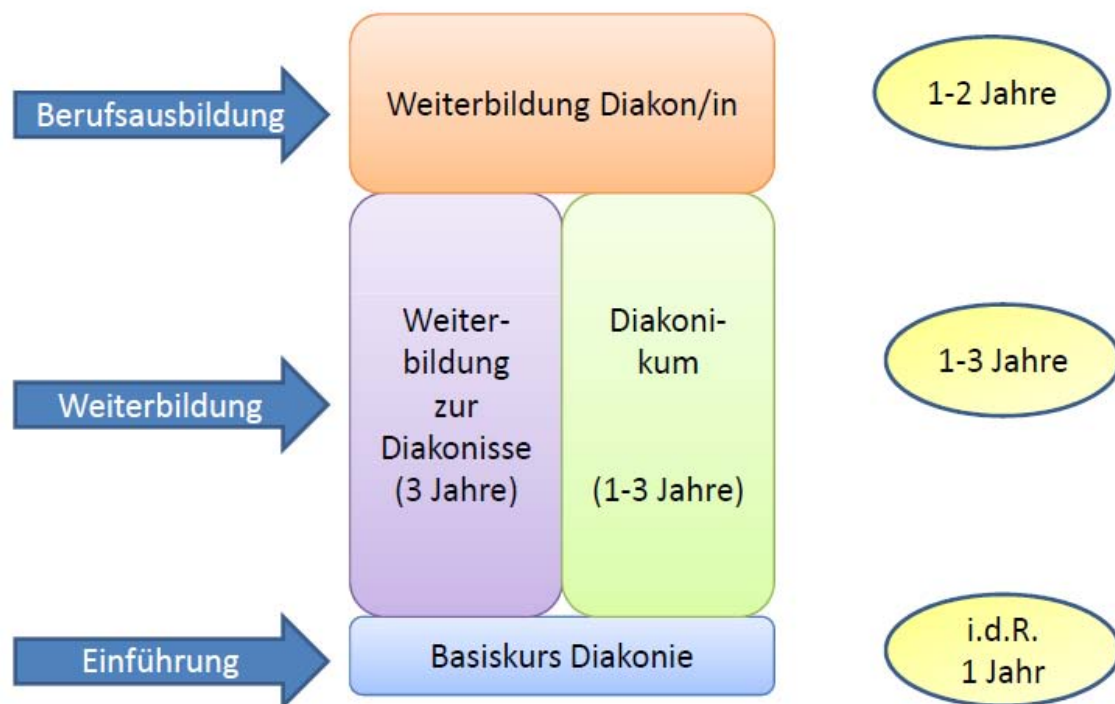 Berufsausbildung
Weiterbildung Diakon/in
1-2 Jahre
Weiterbildung
Weiter-
bildung
zur
Diakonisse
(3 Jahre)
Diakoni-
kum
(1-3 Jahre)
1-3 Jahre
Einführung
Basiskurs Diakonie
i.d.R.
1 Jahr